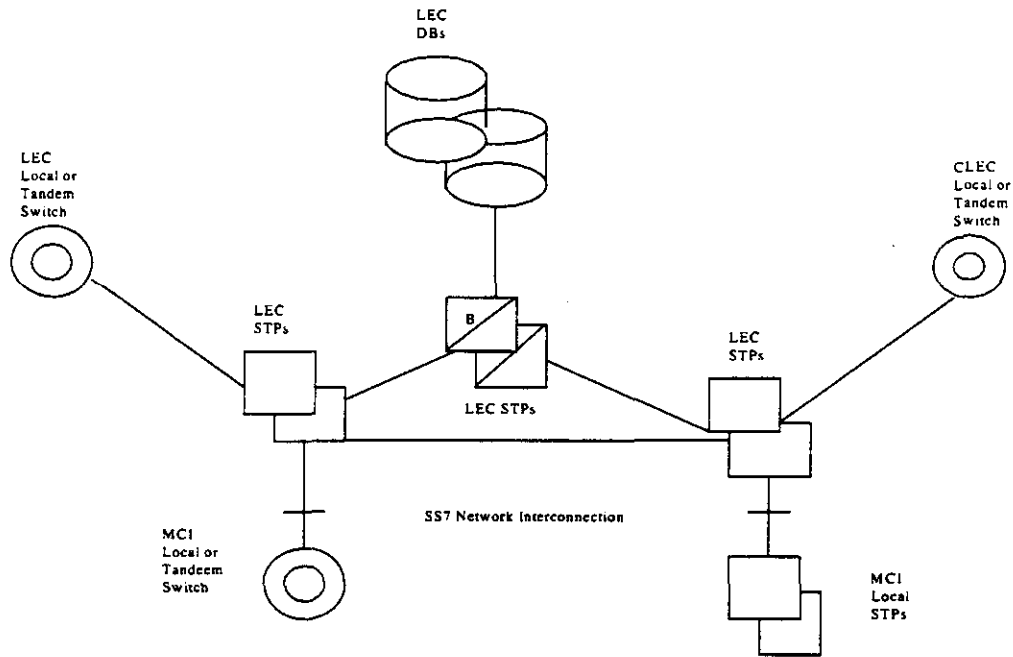 LEC
DBs
LEC
Local or
Tandem
Switch
CLEC
Local or
Tandem
Switch
LEC
STPs
B
LEC STPs
LEC
STPs
SS7 Network Interconnection
MCI
Local or
Tandeem
Switch
MCI
Local
STPs